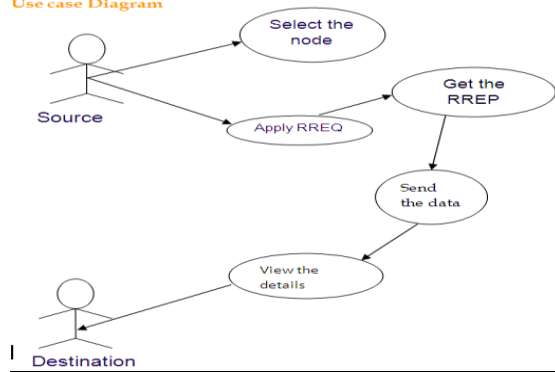 Use case Diagram
Select the
node
Get the
RREP
Source
Apply RREQ
Send
the data
View the
details
Destination